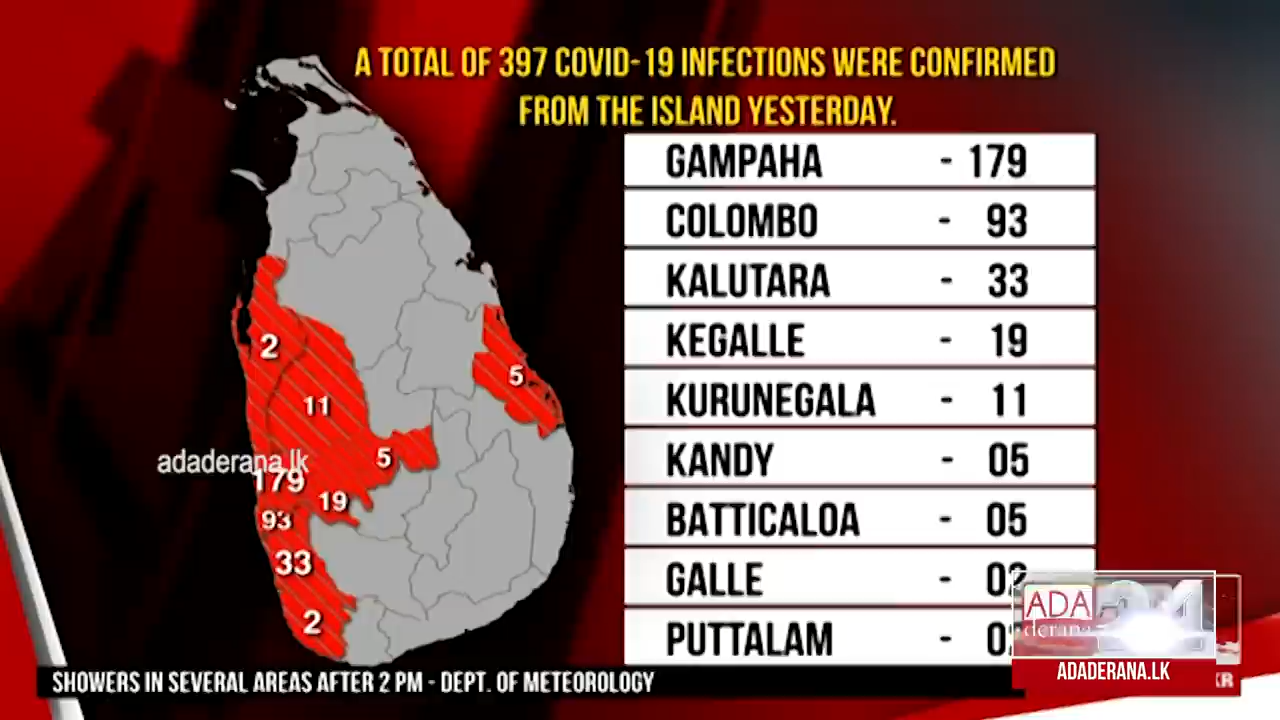 A TOTAL OF 397 COVID-19 INFECTIONS WERE CONFIRMED
FROM THE ISLAND YESTERDAY.
GAMPAHA - 179
COLOMBO - 93
KALUTARA - 33
KEGALLE - 19
KURUNEGALA - 11
KANDY - 05
BATTICALOA - 05
GALLE -
PUTTALAM -
2
11
5
5
adaderana.lk
179
19
93
33
2
ADA
derana
24
ADADERANA.LK
SHOWERS IN SEVERAL AREAS AFTER 2 PM - DEPT. OF METEOROLOGY